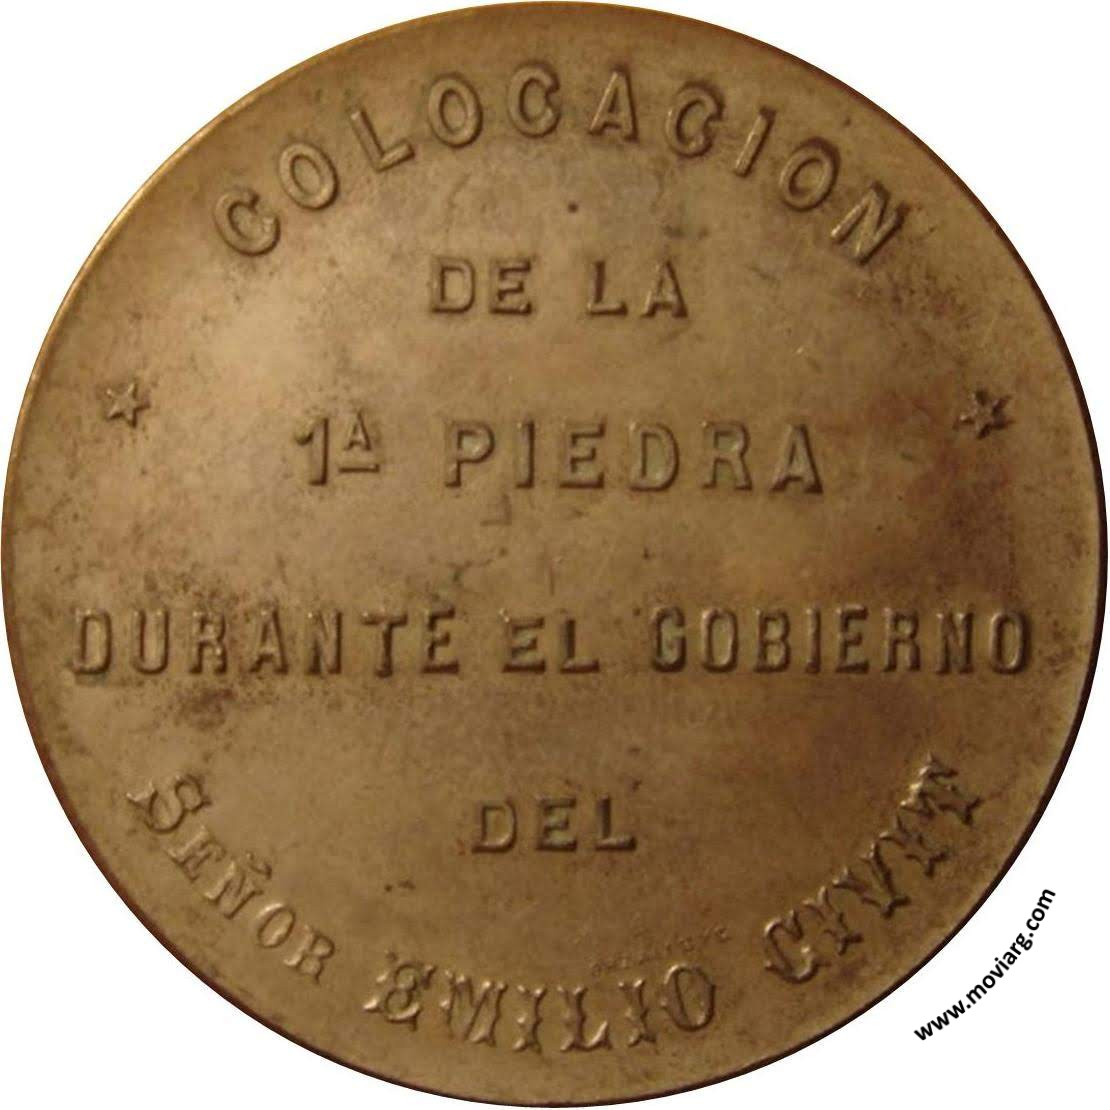 COLOCACION
DE LA
1A PIEDRA
DURANTE EL GOBIERNO
DEL
SEÑOR EMILIO CIVIT
www.moviarg.com